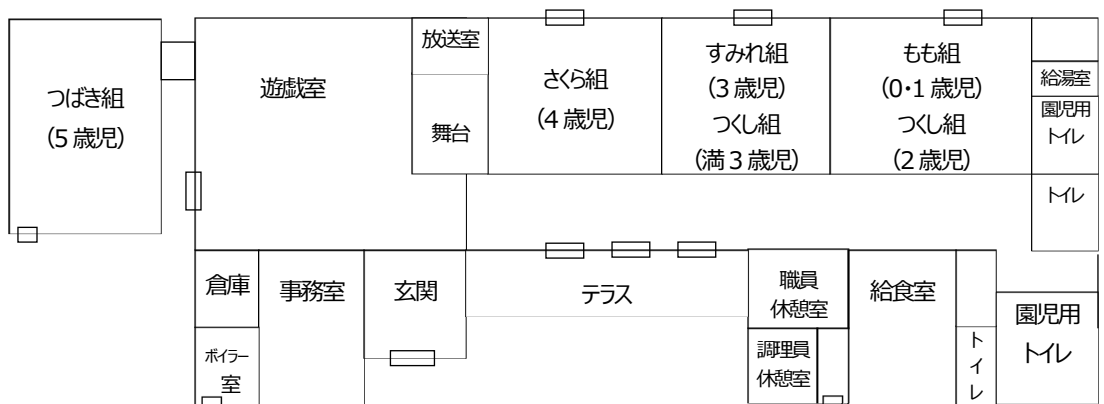 つばき組
(5歳児)
遊戯室
放送室
舞台
さくら組
(4歳児)
すみれ組
(3歳児)
つくし組
(満3歳児)
もも組
(0・1歳児)
つくし組
(2歳児)
給湯室
園児用
トイレ
トイレ
倉庫
事務室
玄関
テラス
職員
休憩室
給食室
園児用
トイレ
ボイラー
室
調理員
休憩室
トイレ